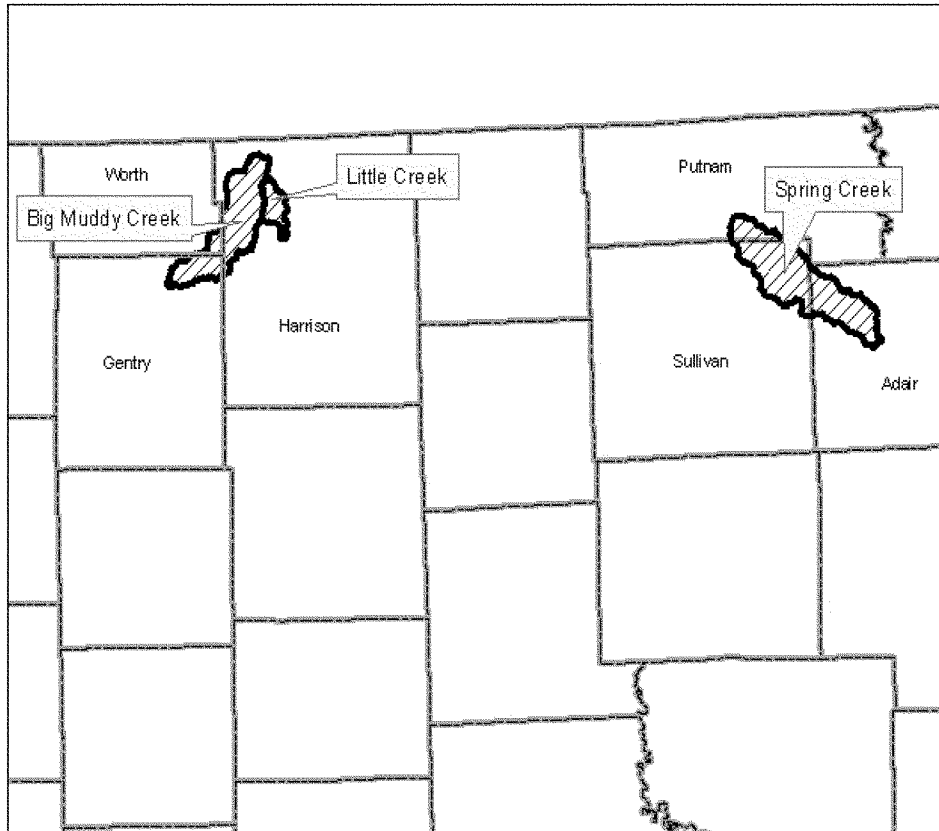 Worth
Little Creek
Putnam
Spring Creek
Big Muddy Creek
Harrison
Gentry
Sullivan
Adair